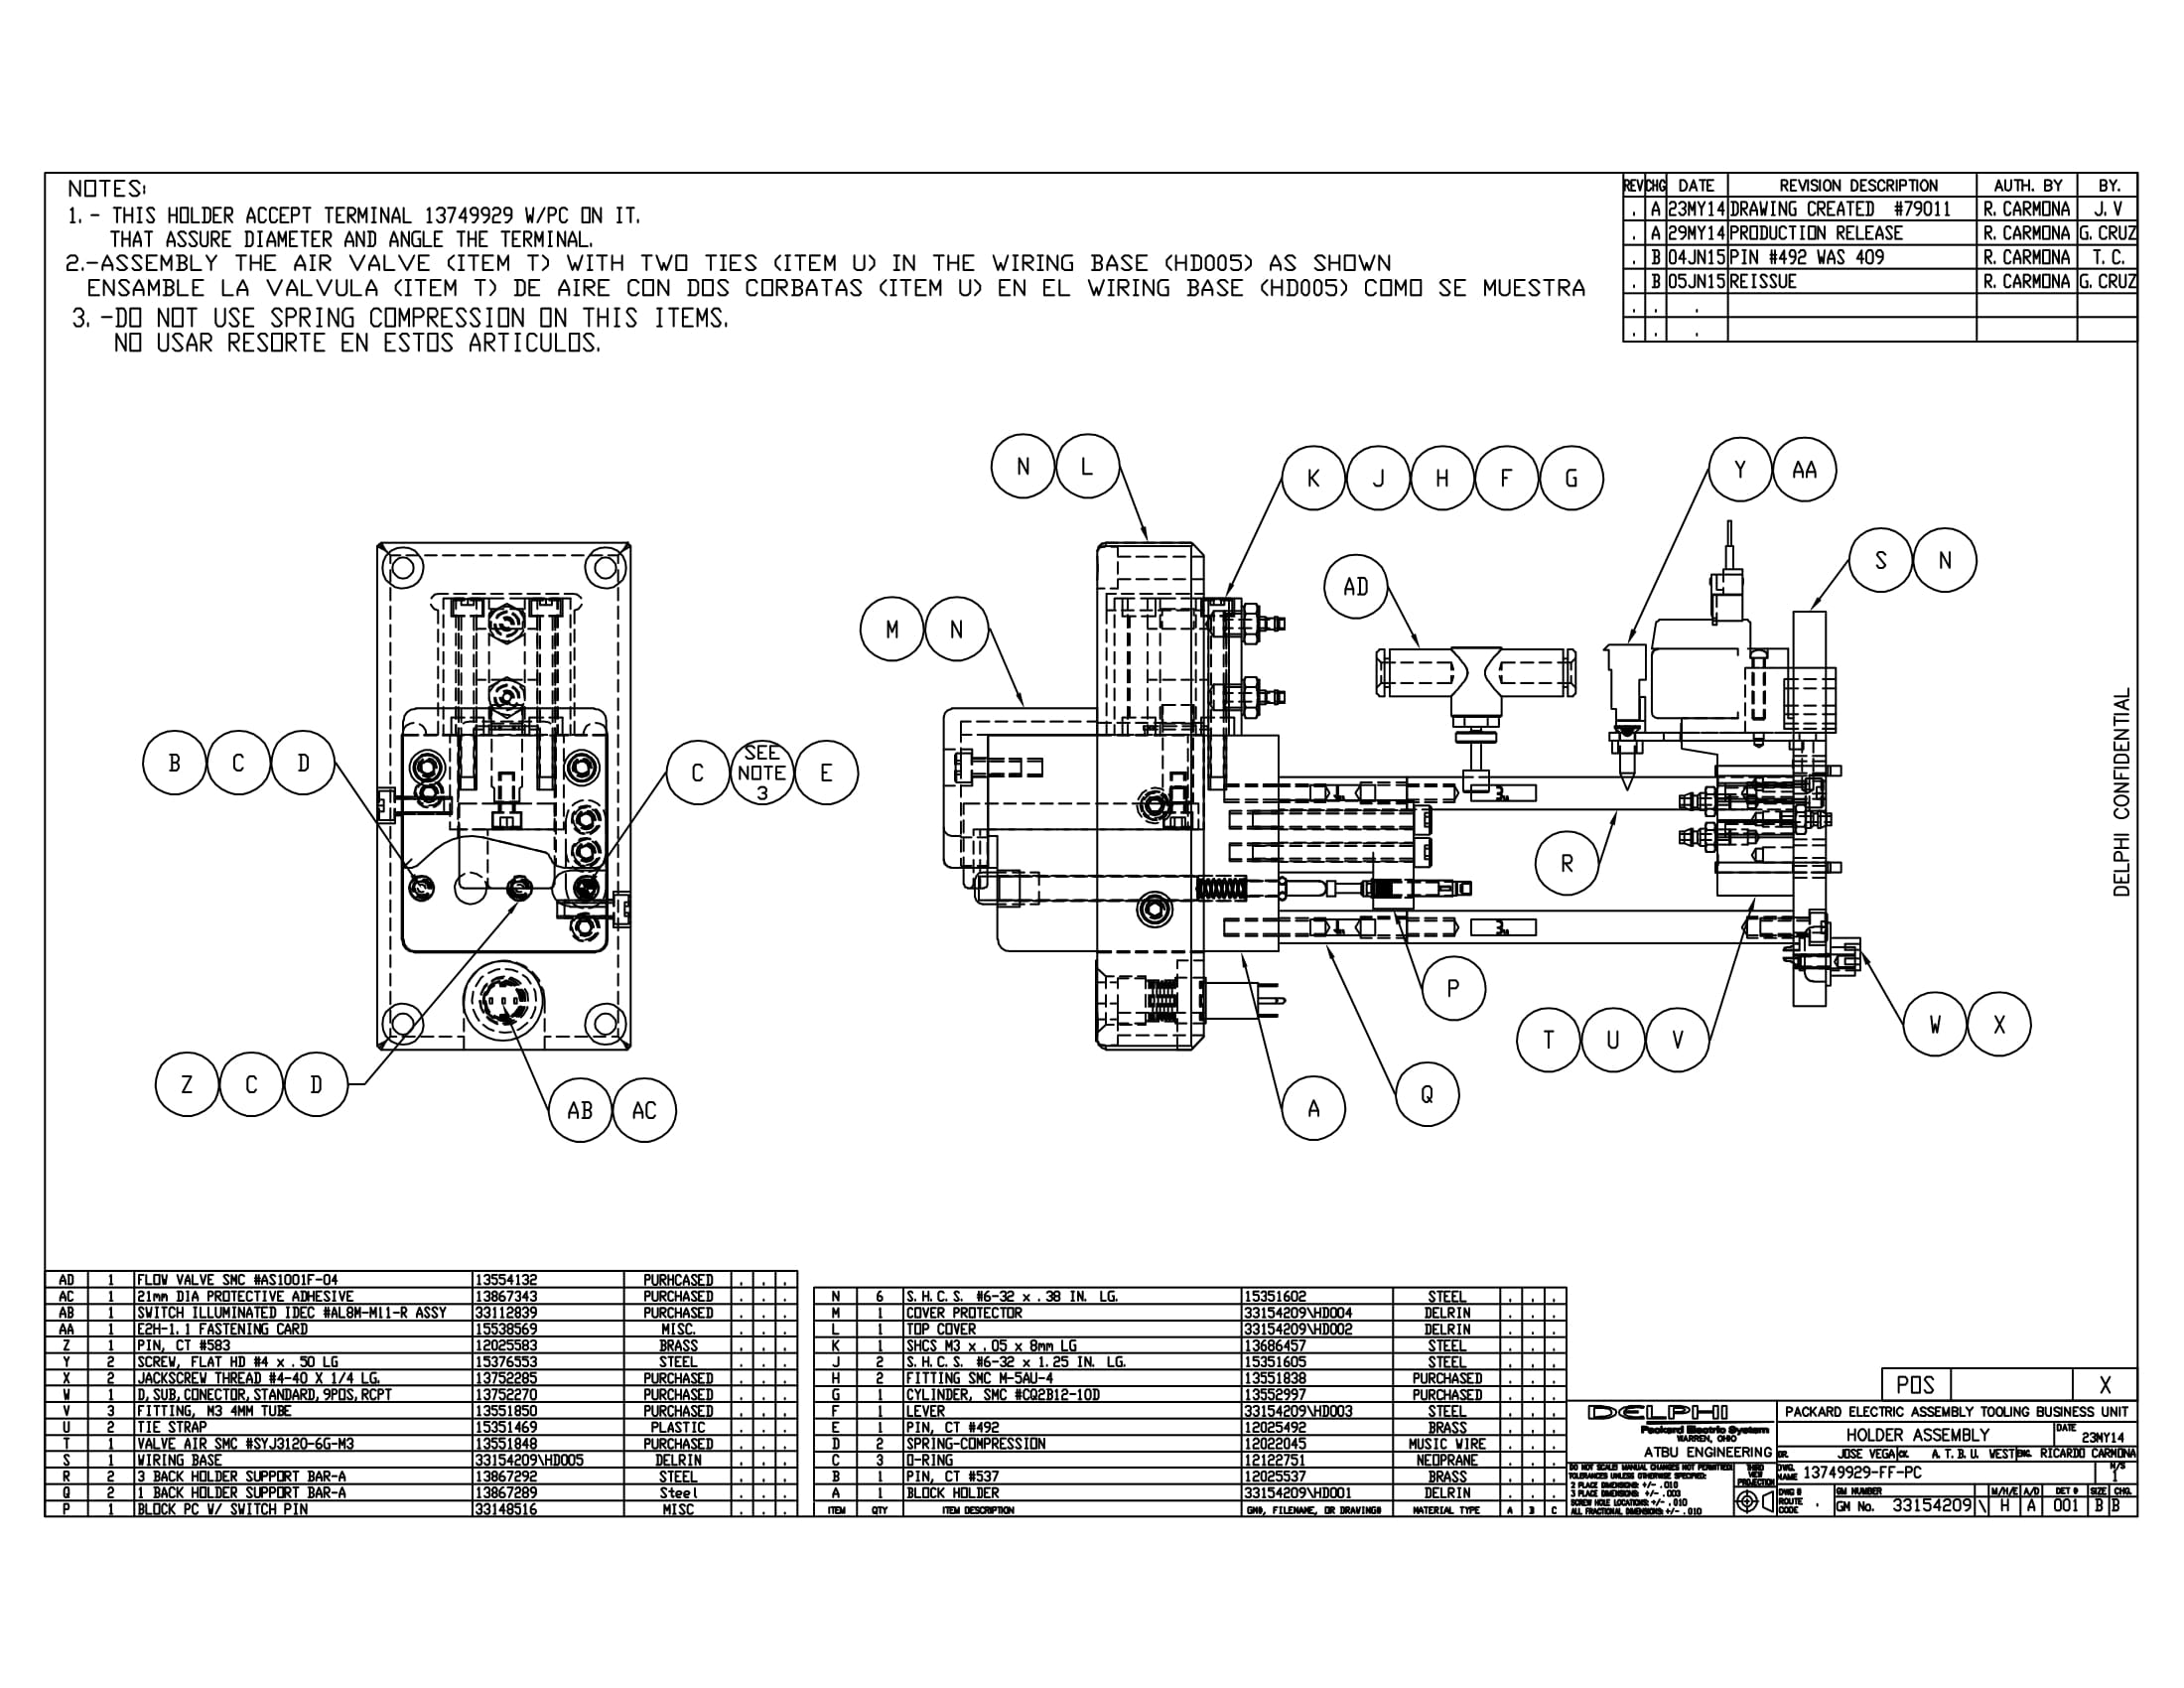 NOTES:
1. - THIS HOLDER ACCEPT TERMINAL 13749929 W/PC ON IT.
THAT ASSURE DIAMETER AND ANGLE THE TERMINAL.
2.-ASSEMBLY THE AIR VALVE (ITEM T) WITH TWO TIES (ITEM U) IN THE WIRING BASE (HD005) AS SHOWN
ENSAMBLE LA VALVULA (ITEM T) DE AIRE CON DOS CORBATAS (ITEM U) EN EL WIRING BASE (HD005) COMO SE MUESTRA
3. -DO NOT USE SPRING COMPRESSION ON THIS ITEMS.
NO USAR RESORTE EN ESTOS ARTICULOS.
REV CHG DATE REVISION DESCRIPTION AUTH. BY BY.
. A 23MY14 DRAWING CREATED #79011 R. CARMONA J. V
. A 29MY14 PRODUCTION RELEASE R. CARMONA G. CRUZ
. B 04JN15 PIN #492 WAS 409 R. CARMONA T. C.
. B 05JN15 REISSUE R. CARMONA G. CRUZ
. . .
. . .
N L
K J H F G
Y AA
S N
AD
M N
B C D
C SEE NOTE 3 E
R
P
T U V
W X
Z C D
AB AC
A
Q
DELPHI CONFIDENTIAL
AD 1 FLOW VALVE SMC #AS1001F-04 13554132 PURHCASED . . .
AC 1 21mm DIA PROTECTIVE ADHESIVE 13867343 PURCHASED . . .
AB 1 SWITCH ILLUMINATED IDEC #AL8M-M11-R ASSY 33112839 PURCHASED . . .
AA 1 E2H-1.1 FASTENING CARD 15538569 MISC. . . .
Z 1 PIN, CT #583 12025583 BRASS . . .
Y 2 SCREW, FLAT HD #4 x .50 LG 15376553 STEEL . . .
X 2 JACKSCREW THREAD #4-40 X 1/4 LG. 13752285 PURCHASED . . .
W 1 D, SUB, CONECTOR, STANDARD, 9POS, RCPT 13752270 PURCHASED . . .
V 3 FITTING, M3 4MM TUBE 13551850 PURCHASED . . .
U 2 TIE STRAP 15351469 PLASTIC . . .
T 1 VALVE AIR SMC #SYJ3120-6G-M3 13551848 PURCHASED . . .
S 1 WIRING BASE 33154209\HD005 DELRIN . . .
R 2 3 BACK HOLDER SUPPORT BAR-A 13867292 STEEL . . .
Q 2 1 BACK HOLDER SUPPORT BAR-A 13867289 Steel . . .
P 1 BLOCK PC W/ SWITCH PIN 33148516 MISC . . .
N 6 S. H. C. S. #6-32 x .38 IN. LG. 15351602 STEEL . . .
M 1 COVER PROTECTOR 33154209\HD004 DELRIN . . .
L 1 TOP COVER 33154209\HD002 DELRIN . . .
K 1 SHCS M3 x .05 x 8mm LG 13686457 STEEL . . .
J 2 S. H. C. S. #6-32 x 1.25 IN. LG. 15351605 STEEL . . .
H 2 FITTING SMC M-5AU-4 13551838 PURCHASED . . .
G 1 CYLINDER, SMC #CQ2B12-10D 13552997 PURCHASED . . .
F 1 LEVER 33154209\HD003 STEEL . . .
E 1 PIN, CT #492 12025492 BRASS . . .
D 2 SPRING-COMPRESSION 12022045 MUSIC WIRE . . .
C 3 O-RING 12122751 NEOPRANE . . .
B 1 PIN, CT #537 12025537 BRASS . . .
A 1 BLOCK HOLDER 33154209\HD001 DELRIN . . .
ITEM QTY ITEM DESCRIPTION GM#, FILENAME, OR DRAWING# MATERIAL TYPE A B C
POS X
DELPHI
Packard Electric Systems
WARREN, OHIO
ATBU ENGINEERING
PACKARD ELECTRIC ASSEMBLY TOOLING BUSINESS UNIT
HOLDER ASSEMBLY DATE 23MY14
DR. JOSE VEGA CK. A. T. B. U. WEST ENG. RICARDO CARMONA
DO NOT SCALE MANUAL CHANGES NOT PERMITTED
TOLERANCES UNLESS OTHERWISE SPECIFIED:
2 PLACE DIMENSIONS: +/- .010
3 PLACE DIMENSIONS: +/- .003
SCREW HOLE LOCATIONS: +/- .010
ALL FRACTIONAL DIMENSIONS: +/- .010
THIRD VIEW PROJECTION
DWG. NAME 13749929-FF-PC H/S 1
DWG # ROUTE CODE .
GM NUMBER M/H/E A/D DET # SIZE CHG.
GM No. 33154209 \ H A 001 B B